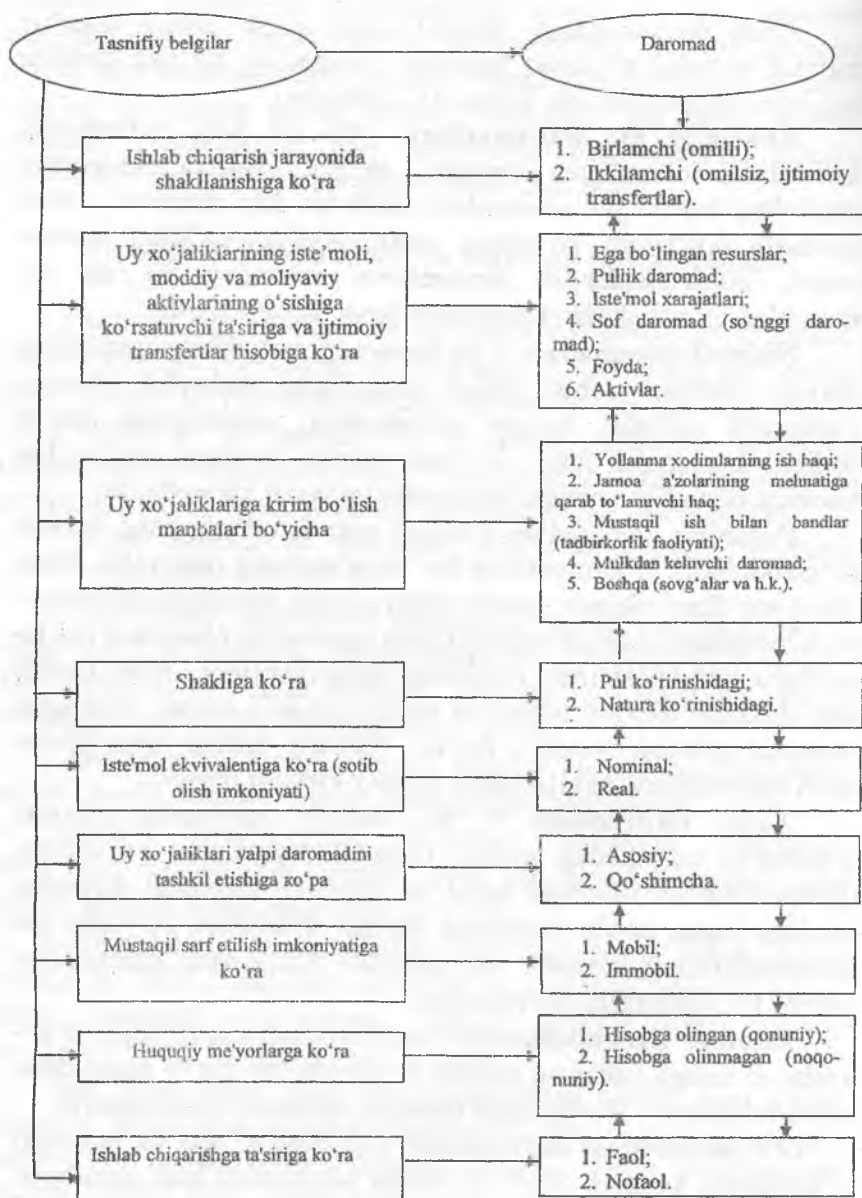 Tasnifiy belgilar
Daromad
Ishlab chiqarish jarayonida
shakllanishiga ko‘ra
1. Birlamchi (omilli);
2. Ikkilamchi (omilsiz, ijtimoiy
transfertlar).
Uy xo‘jaliklarining iste’moli,
moddiy va moliyaviy
aktivlarining o‘sishiga
ko‘rsatuvchi ta'siriga va ijtimoiy
transfertlar hisobiga ko‘ra
1. Ega bo‘lingan resurslar;
2. Pullik daromad;
3. Iste'mol xarajatlari;
4. Sof daromad (so‘nggi daro-
mad);
5. Foyda;
6. Aktivlar.
Uy xo‘jaliklariga kirim bo‘lish
manbalari bo‘yicha
1. Yollanma xodimlarning ish haqi;
2. Jamoa a'zolarining mehnatiga
qarab to‘lanuvchi haq;
3. Mustaqil ish bilan bandlar
(tadbirkorlik faoliyati);
4. Mulkdan keluvchi daromad;
5. Boshqa (sovg‘alar va h.k.).
Shakliga ko‘ra
1. Pul ko‘rinishidagi;
2. Natura ko‘rinishidagi.
Iste'mol ekvivalentiga ko‘ra (sotib
olish imkoniyati)
1. Nominal;
2. Real.
Uy xo‘jaliklari yalpi daromadini
tashkil etishiga ko‘pa
1. Asosiy;
2. Qo‘shimcha.
Mustaqil sarf etilish imkoniyatiga
ko‘ra
1. Mobil;
2. Immobil.
Huquqiy me'yorlarga ko‘ra
1. Hisobga olingan (qonuniy);
2. Hisobga olinmagan (noqo-
nuniy).
Ishlab chiqarishga ta'siriga ko‘ra
1. Faol;
2. Nofaol.